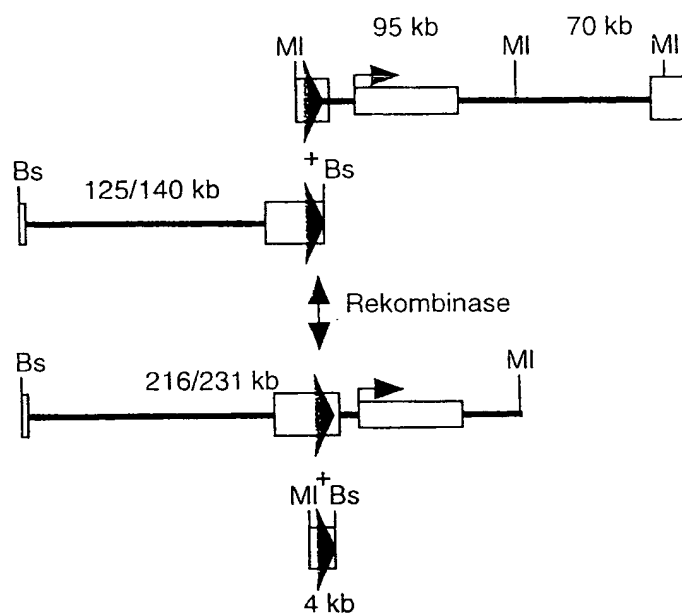 95 kb 70 kb
MI MI MI
+
Bs Bs
125/140 kb
Rekombinase
Bs MI
216/231 kb
+
MI Bs
4 kb